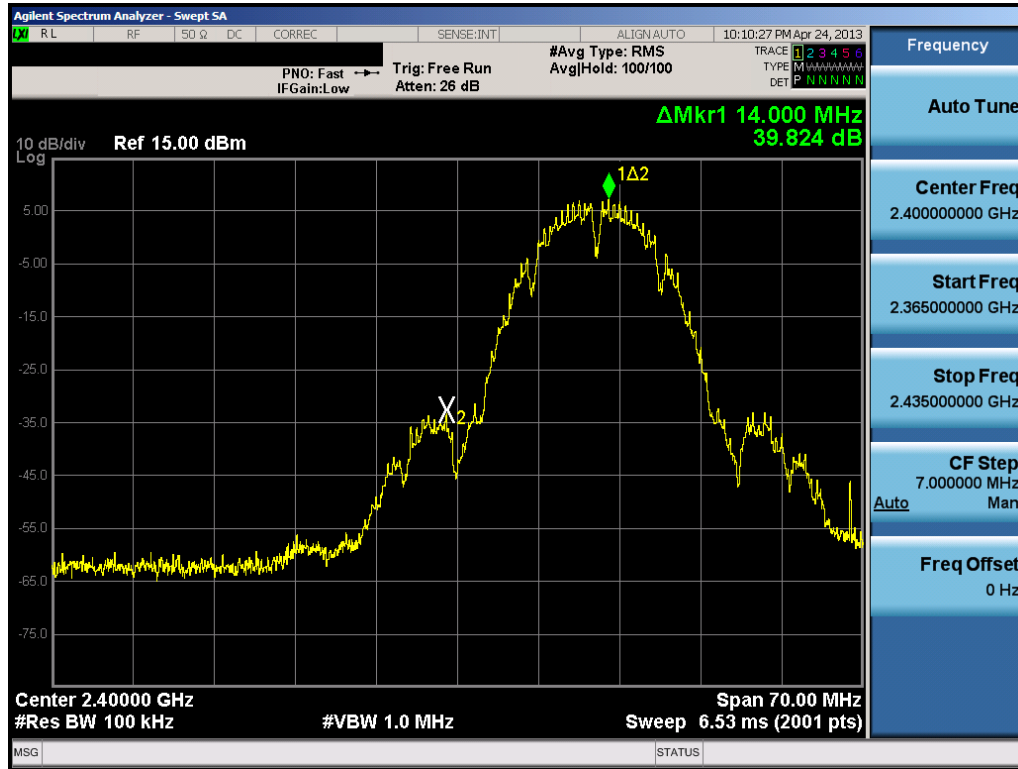 Agilent Spectrum Analyzer - Swept SA
LXI RL RF 50 Ω DC CORREC SENSE:INT ALIGN AUTO 10:10:27 PM Apr 24, 2013
Frequency
PNO: Fast
IFGain:Low
Trig: Free Run
Atten: 26 dB
#Avg Type: RMS
Avg|Hold: 100/100
TRACE 1 2 3 4 5 6
TYPE M
DET P N N N N N
Auto Tune
ΔMkr1 14.000 MHz
39.824 dB
10 dB/div Ref 15.00 dBm
Log
1Δ2
5.00
-5.00
-15.0
-25.0
-35.0
-45.0
-55.0
-65.0
-75.0
X2
Center Freq
2.400000000 GHz
Start Freq
2.365000000 GHz
Stop Freq
2.435000000 GHz
CF Step
7.000000 MHz
Auto Man
Freq Offset
0 Hz
Center 2.40000 GHz Span 70.00 MHz
#Res BW 100 kHz #VBW 1.0 MHz Sweep 6.53 ms (2001 pts)
MSG STATUS